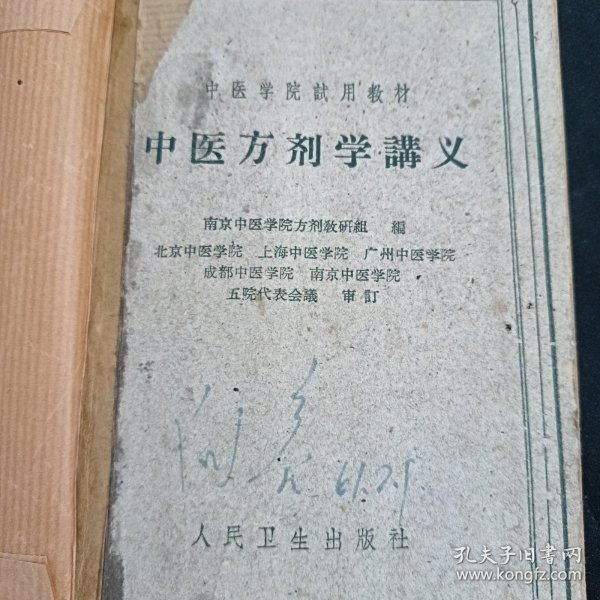 中医学院試用教材
中医方剂学講义
南京中医学院方剂教研組 編
北京中医学院 上海中医学院 广州中医学院
成都中医学院 南京中医学院
五院代表会議 审訂
61.7.5
人民卫生出版社
孔夫子旧书网
www.kongfz.com